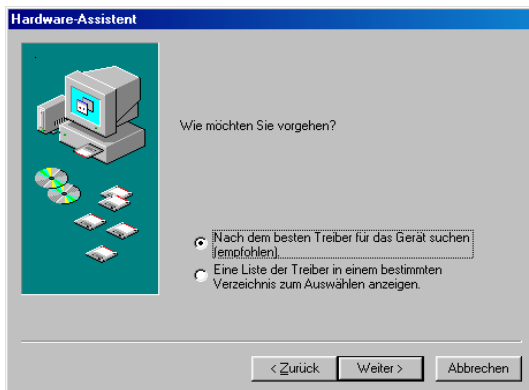 Hardware-Assistent
Wie möchten Sie vorgehen?
Nach dem besten Treiber für das Gerät suchen
(empfohlen).
Eine Liste der Treiber in einem bestimmten
Verzeichnis zum Auswählen anzeigen.
< Zurück
Weiter >
Abbrechen